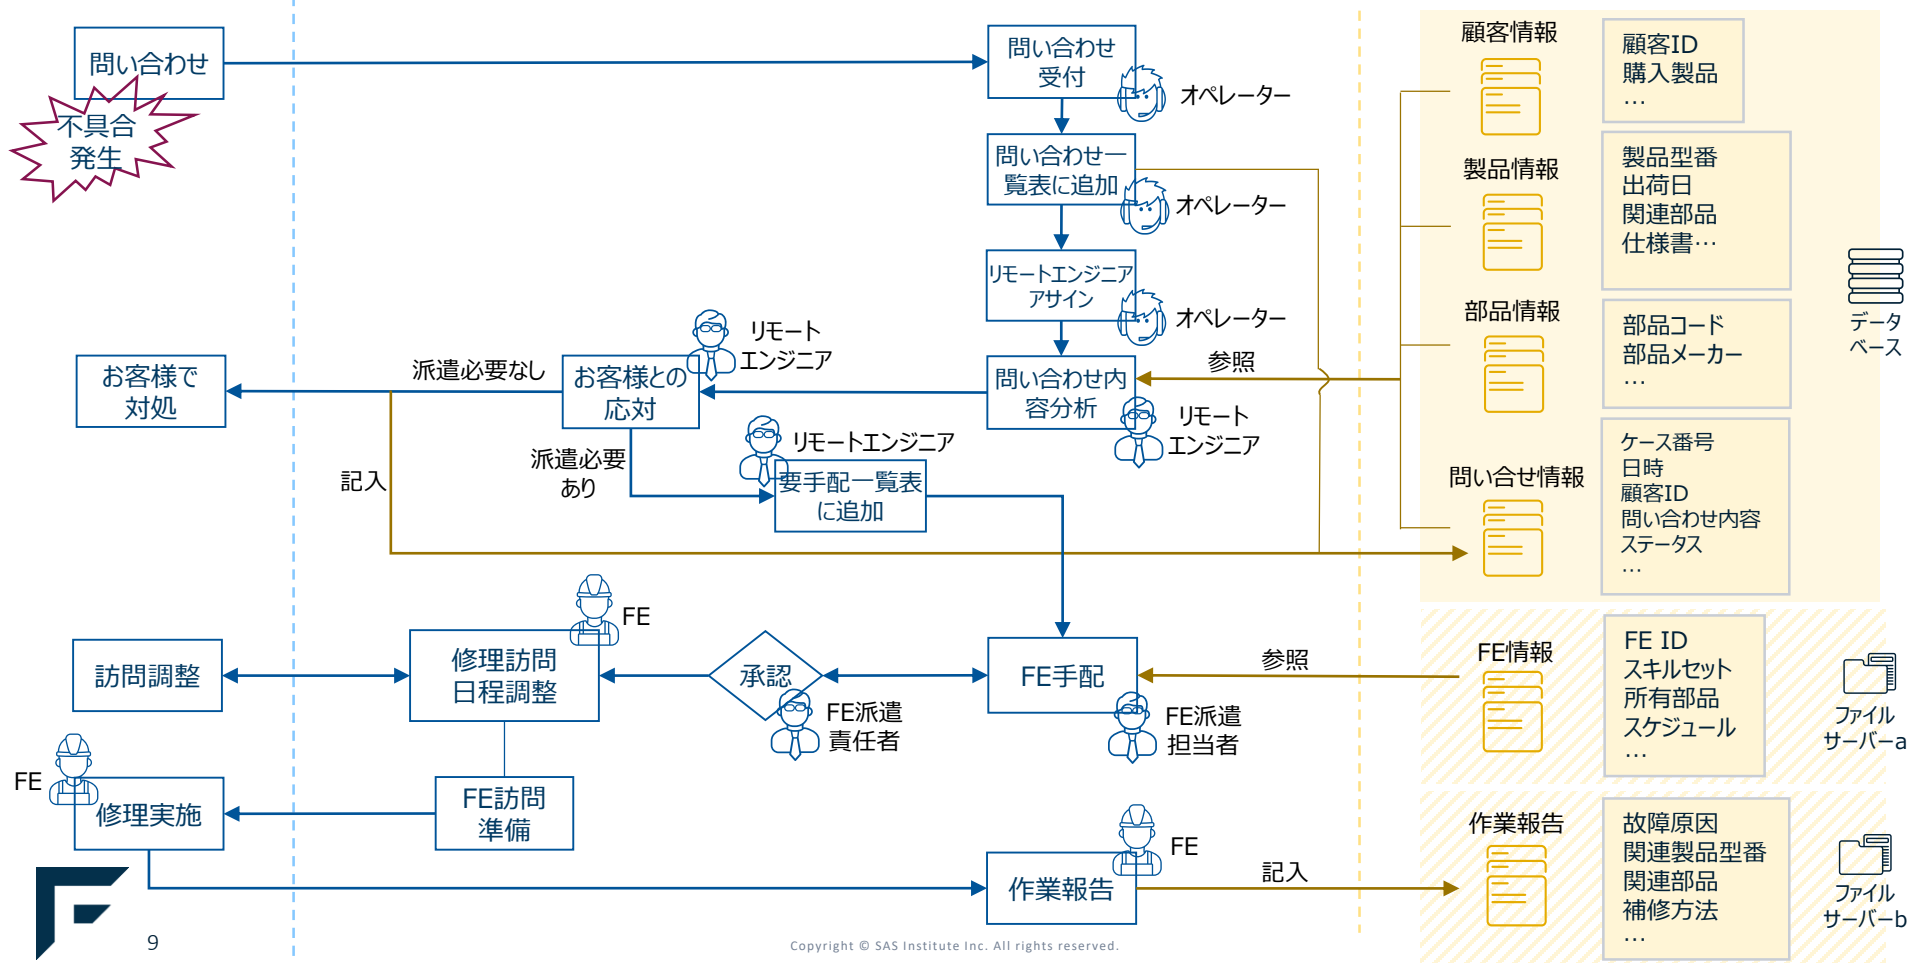 問い合わせ
不具合
発生
問い合わせ
受付
オペレーター
問い合わせ一
覧表に追加
オペレーター
リモートエンジニア
アサイン
オペレーター
リモート
エンジニア
お客様で
対処
派遣必要なし
お客様との
応対
問い合わせ内
容分析
参照
リモート
エンジニア
リモートエンジニア
派遣必要
あり
要手配一覧表
に追加
記入
FE
訪問調整
修理訪問
日程調整
承認
FE派遣
責任者
FE手配
FE派遣
担当者
参照
FE
修理実施
FE訪問
準備
FE
作業報告
記入
顧客情報
顧客ID
購入製品
…
製品情報
製品型番
出荷日
関連部品
仕様書…
部品情報
部品コード
部品メーカー
…
データ
ベース
問い合せ情報
ケース番号
日時
顧客ID
問い合わせ内容
ステータス
…
FE情報
FE ID
スキルセット
所有部品
スケジュール
…
ファイル
サーバーa
作業報告
故障原因
関連製品型番
関連部品
補修方法
…
ファイル
サーバーb
9
Copyright © SAS Institute Inc. All rights reserved.